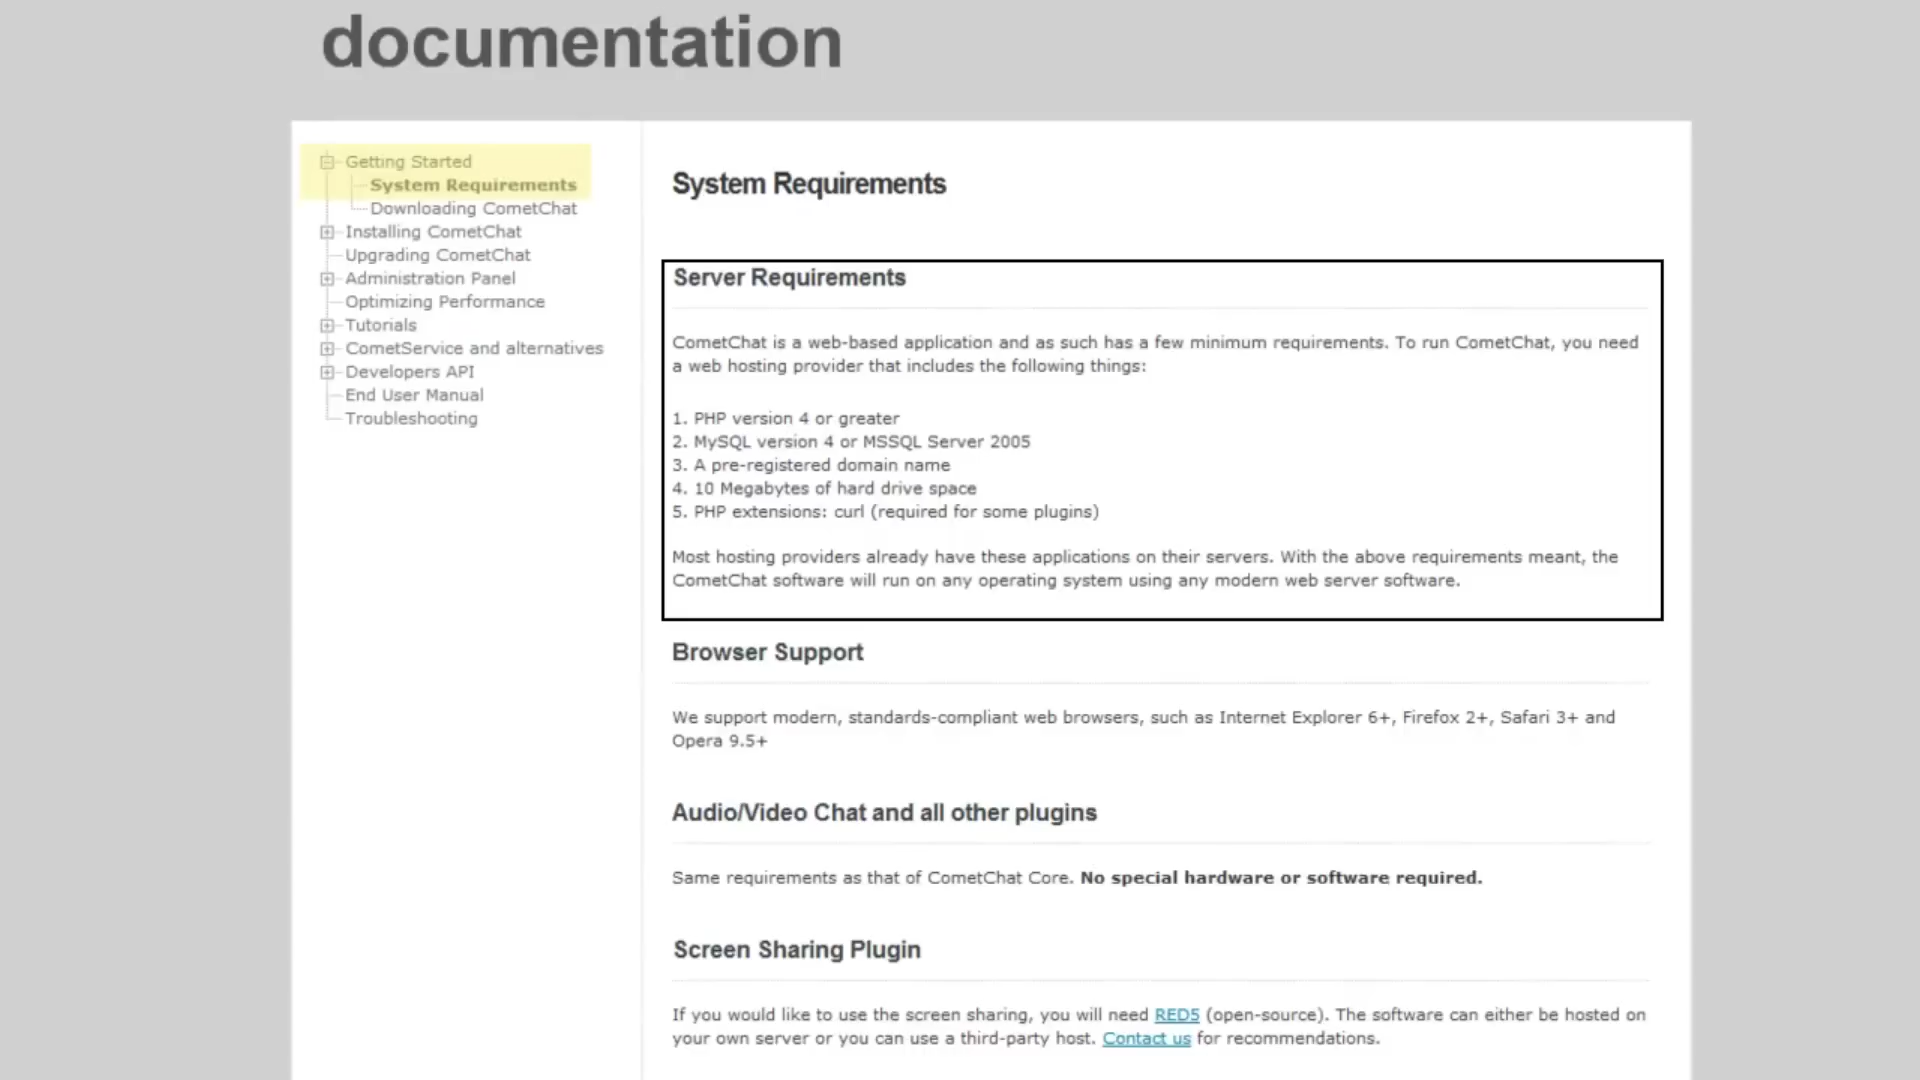 documentation
Getting Started
System Requirements
Downloading CometChat
Installing CometChat
Upgrading CometChat
Administration Panel
Optimizing Performance
Tutorials
CometService and alternatives
Developers API
End User Manual
Troubleshooting
System Requirements
Server Requirements
CometChat is a web-based application and as such has a few minimum requirements. To run CometChat, you need
a web hosting provider that includes the following things:
1. PHP version 4 or greater
2. MySQL version 4 or MSSQL Server 2005
3. A pre-registered domain name
4. 10 Megabytes of hard drive space
5. PHP extensions: curl (required for some plugins)
Most hosting providers already have these applications on their servers. With the above requirements meant, the
CometChat software will run on any operating system using any modern web server software.
Browser Support
We support modern, standards-compliant web browsers, such as Internet Explorer 6+, Firefox 2+, Safari 3+ and
Opera 9.5+
Audio/Video Chat and all other plugins
Same requirements as that of CometChat Core. No special hardware or software required.
Screen Sharing Plugin
If you would like to use the screen sharing, you will need RED5 (open-source). The software can either be hosted on
your own server or you can use a third-party host. Contact us for recommendations.